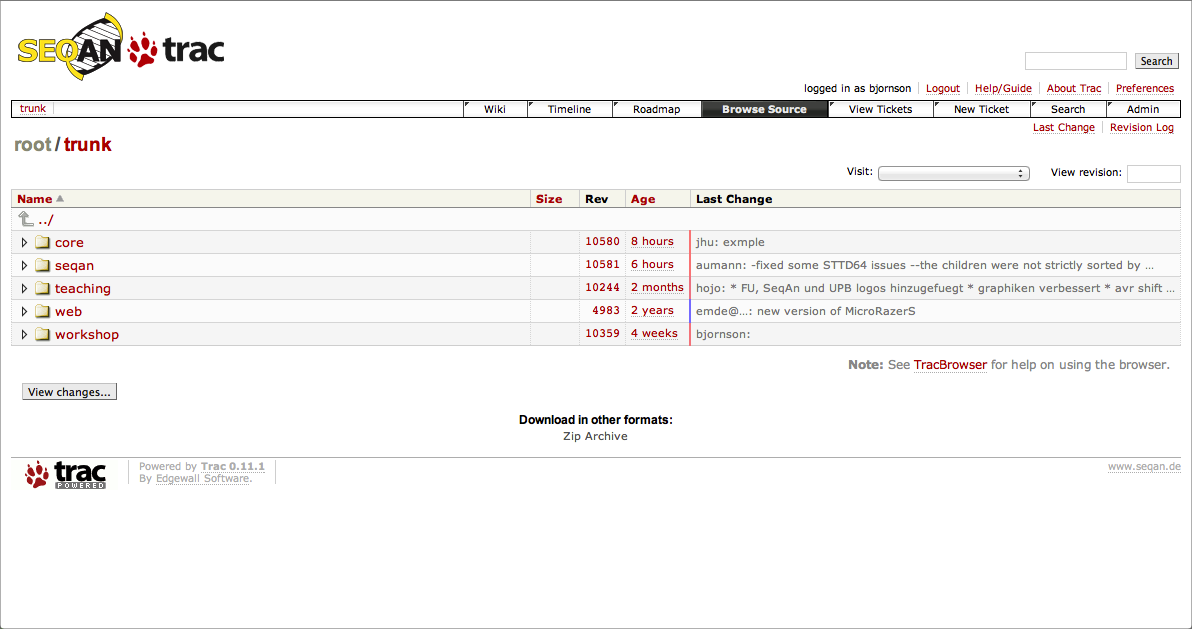 SEQAN trac
Search
logged in as bjornson Logout Help/Guide About Trac Preferences
trunk Wiki Timeline Roadmap Browse Source View Tickets New Ticket Search Admin
Last Change Revision Log
root/trunk
Visit: View revision:
Name Size Rev Age Last Change
../
core 10580 8 hours jhu: exmple
seqan 10581 6 hours aumann: -fixed some STTD64 issues --the children were not strictly sorted by ...
teaching 10244 2 months hojo: * FU, SeqAn und UPB logos hinzugefuegt * graphiken verbessert * avr shift ...
web 4983 2 years emde@...: new version of MicroRazerS
workshop 10359 4 weeks bjornson:
Note: See TracBrowser for help on using the browser.
View changes...
Download in other formats:
Zip Archive
trac POWERED
Powered by Trac 0.11.1
By Edgewall Software.
www.seqan.de